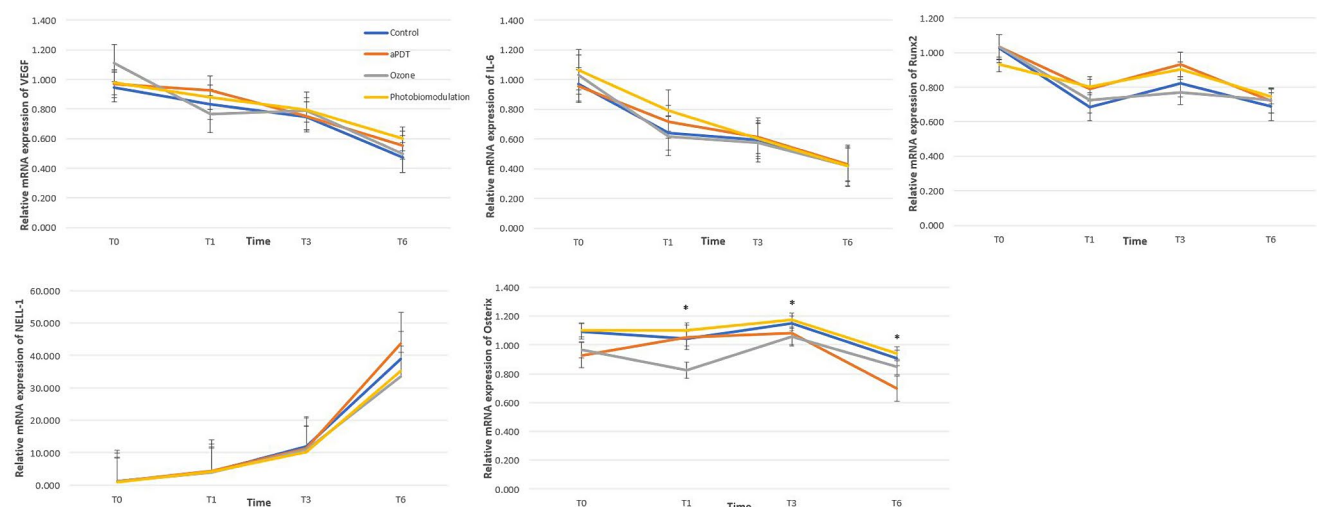 Relative mRNA expression of VEGF
1.400
1.200
1.000
0.800
0.600
0.400
0.200
0.000
T0
T1
T3
T6
Time
Control
aPDT
Ozone
Photobiomodulation
Relative mRNA expression of IL-6
1.400
1.200
1.000
0.800
0.600
0.400
0.200
0.000
T0
T1
T3
T6
Time
Relative mRNA expression of Runx2
1.200
1.000
0.800
0.600
0.400
0.200
0.000
T0
T1
T3
T6
Time
Relative mRNA expression of NELL-1
60.000
50.000
40.000
30.000
20.000
10.000
0.000
T0
T1
T3
T6
Time
Relative mRNA expression of Osterix
1.400
1.200
1.000
0.800
0.600
0.400
0.200
0.000
*
*
*
T0
T1
T3
T6
Time